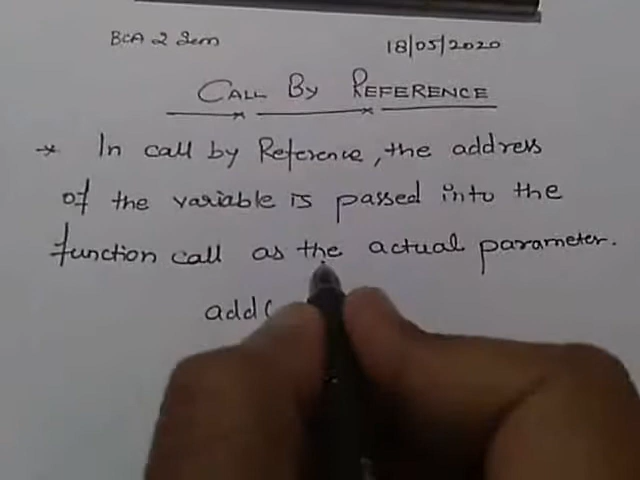 BCA 2 Sem
18/05/2020
CALL BY REFERENCE
→ In call by Reference, the address
of the variable is passed into the
function call as the actual parameter.
add(